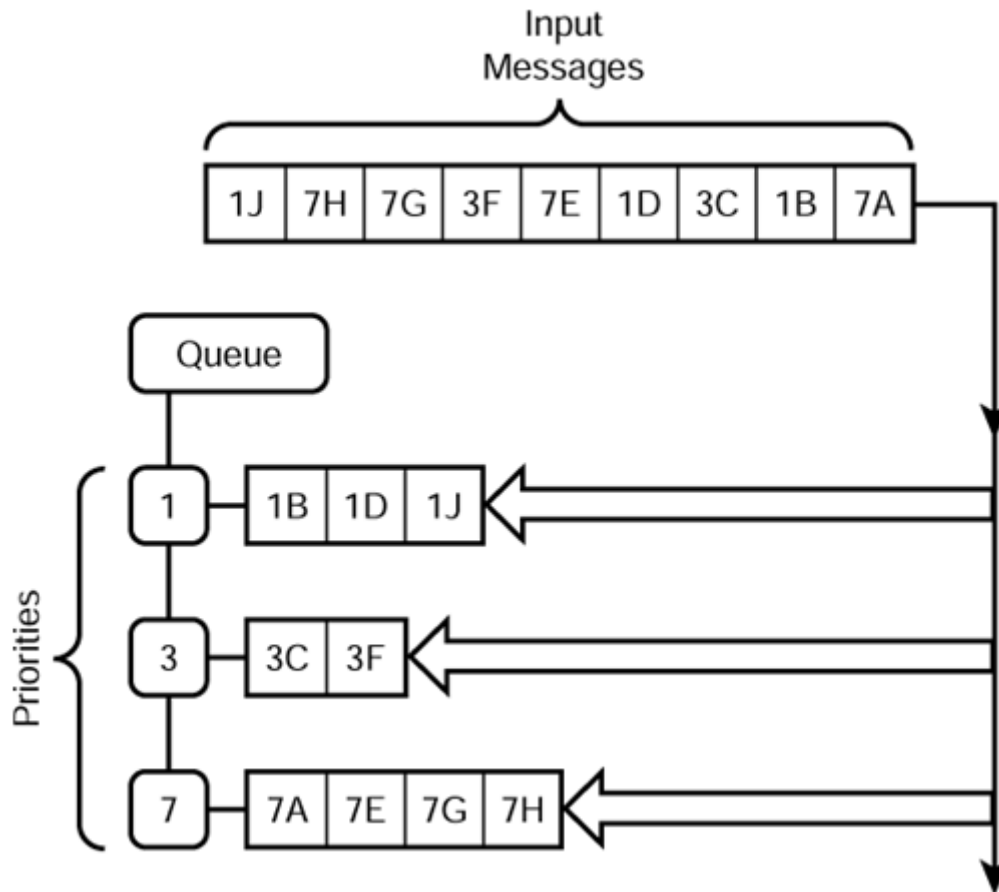 Input
Messages
1J 7H 7G 3F 7E 1D 3C 1B 7A
Queue
Priorities
1 1B 1D 1J
3 3C 3F
7 7A 7E 7G 7H